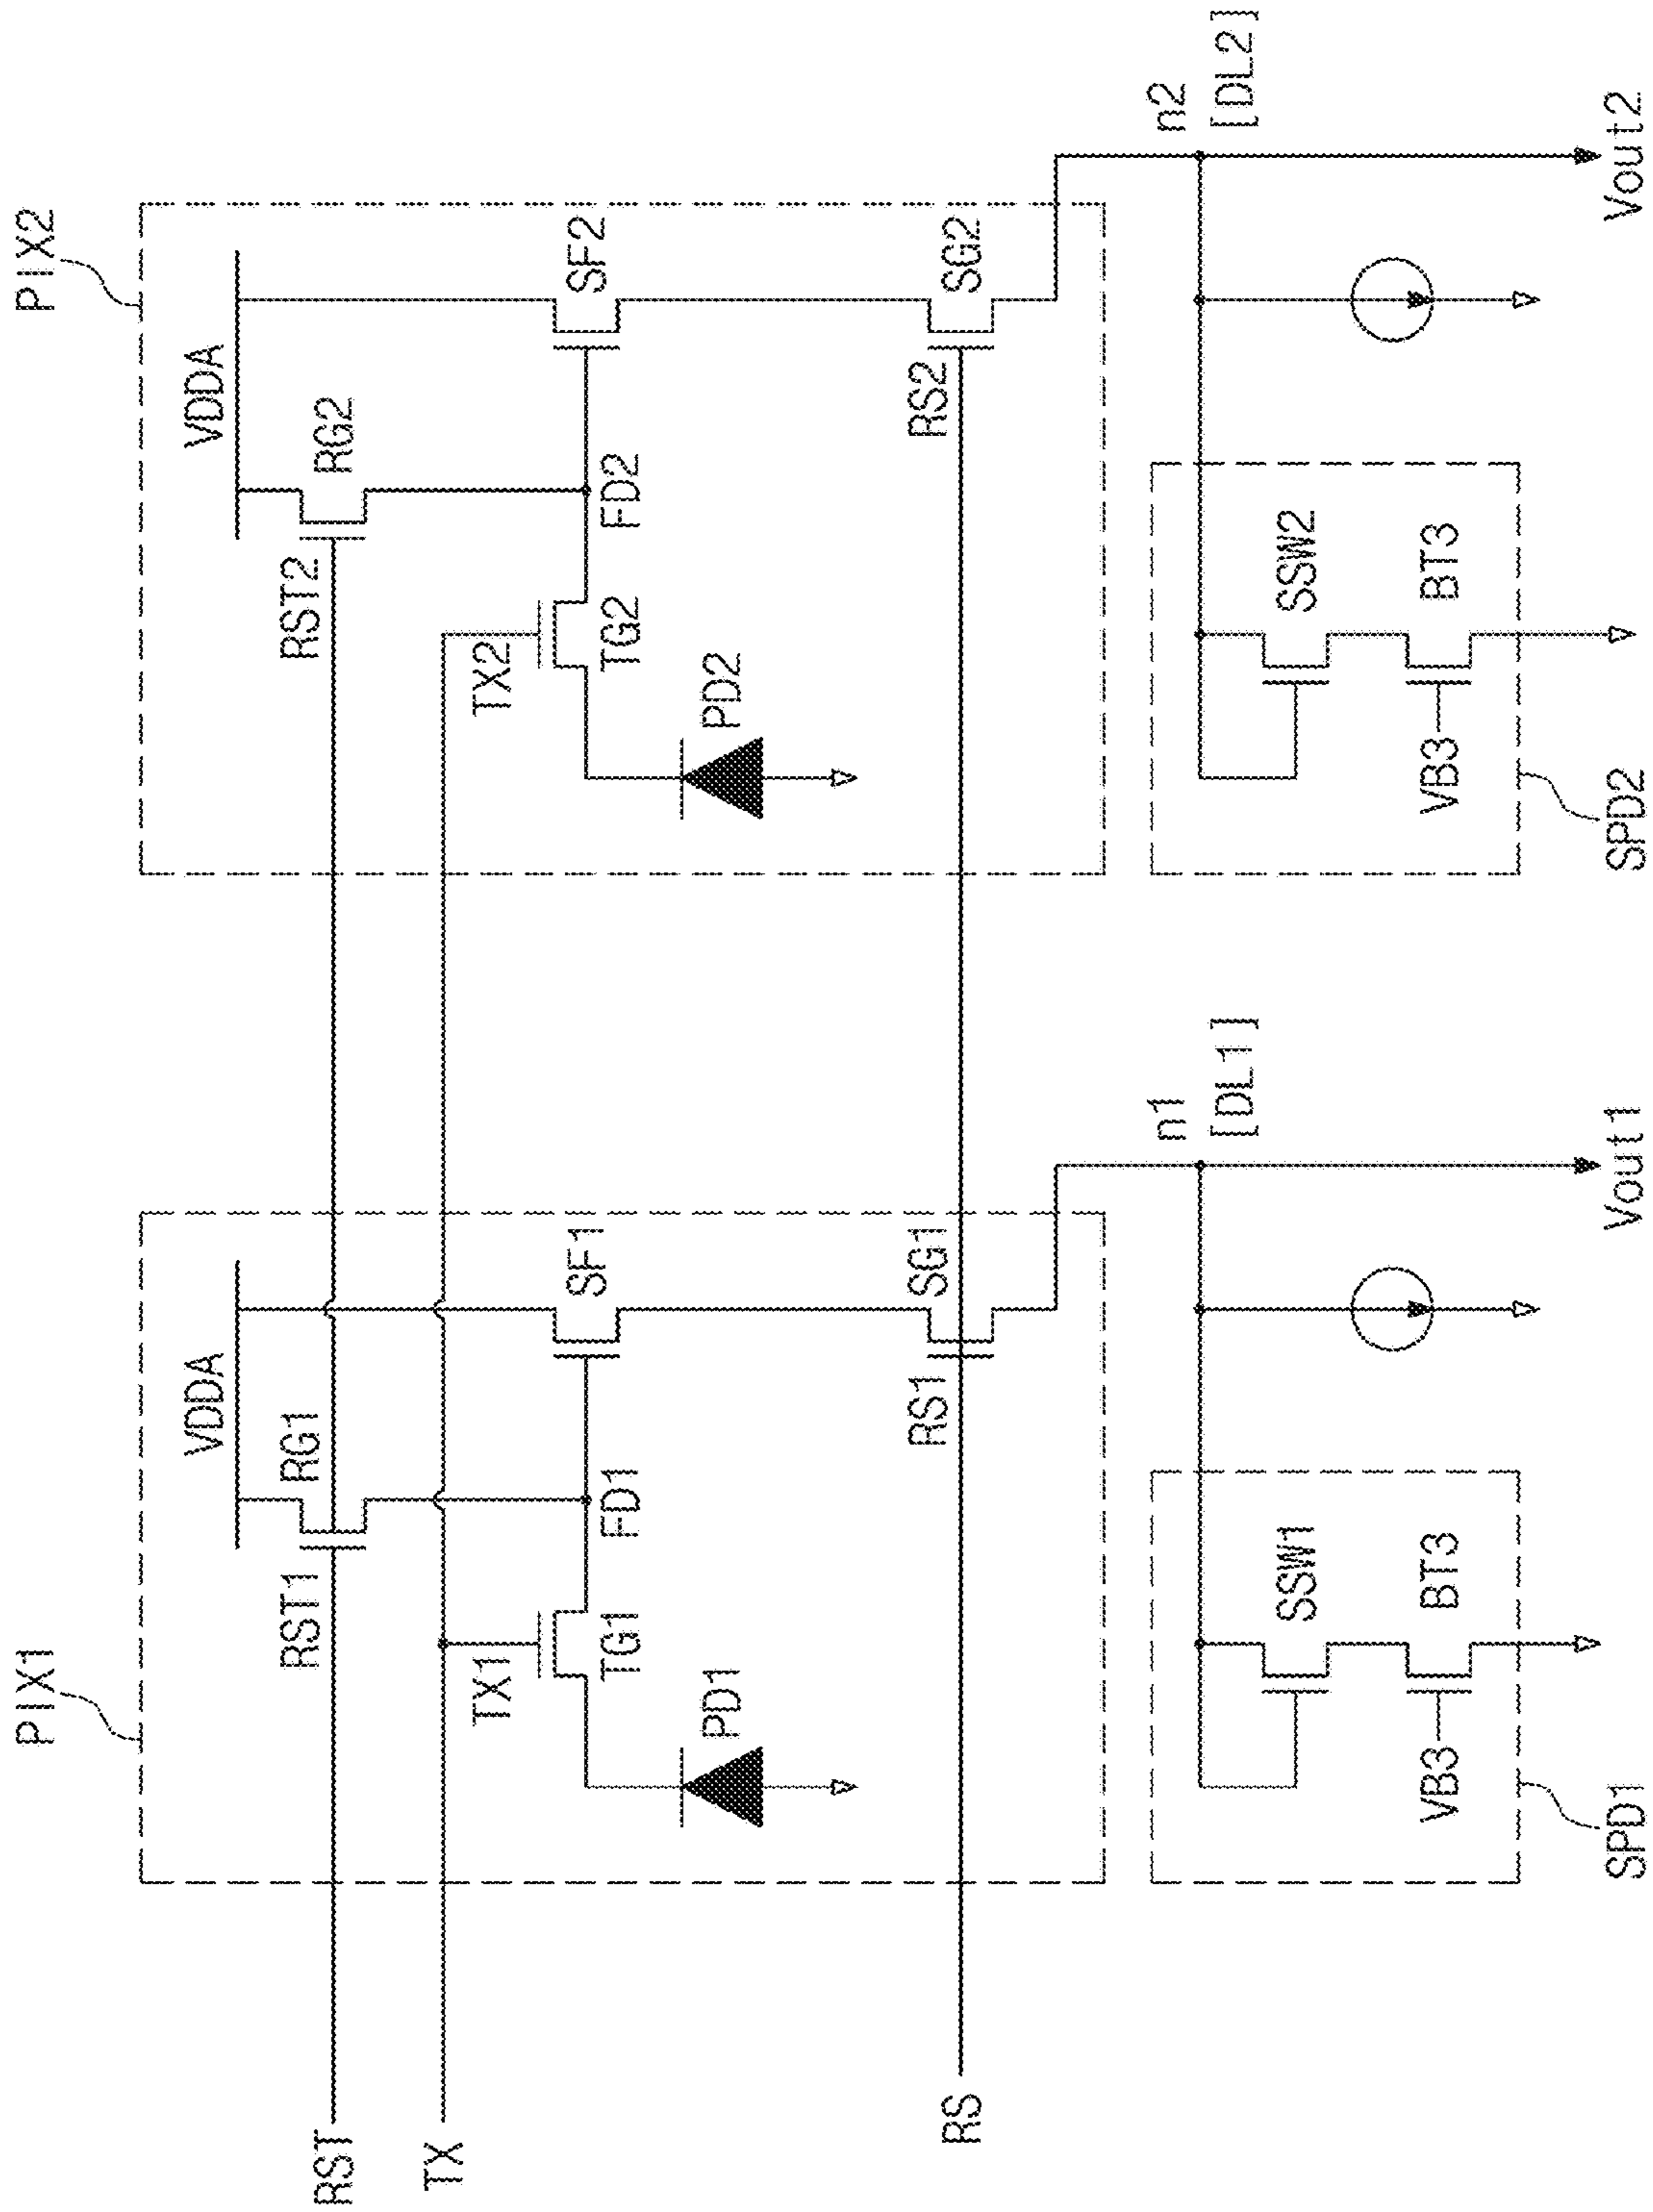 PIX1
PIX2
VDDA
VDDA
RST
RST1
RG1
RST2
RG2
TX
TX1
TG1
FD1
SF1
TX2
TG2
FD2
SF2
PD1
PD2
RS
RS1
SG1
RS2
SG2
n1
[DL1]
n2
[DL2]
SSW1
SSW2
VB3
BT3
VB3
BT3
SPD1
Vout1
SPD2
Vout2